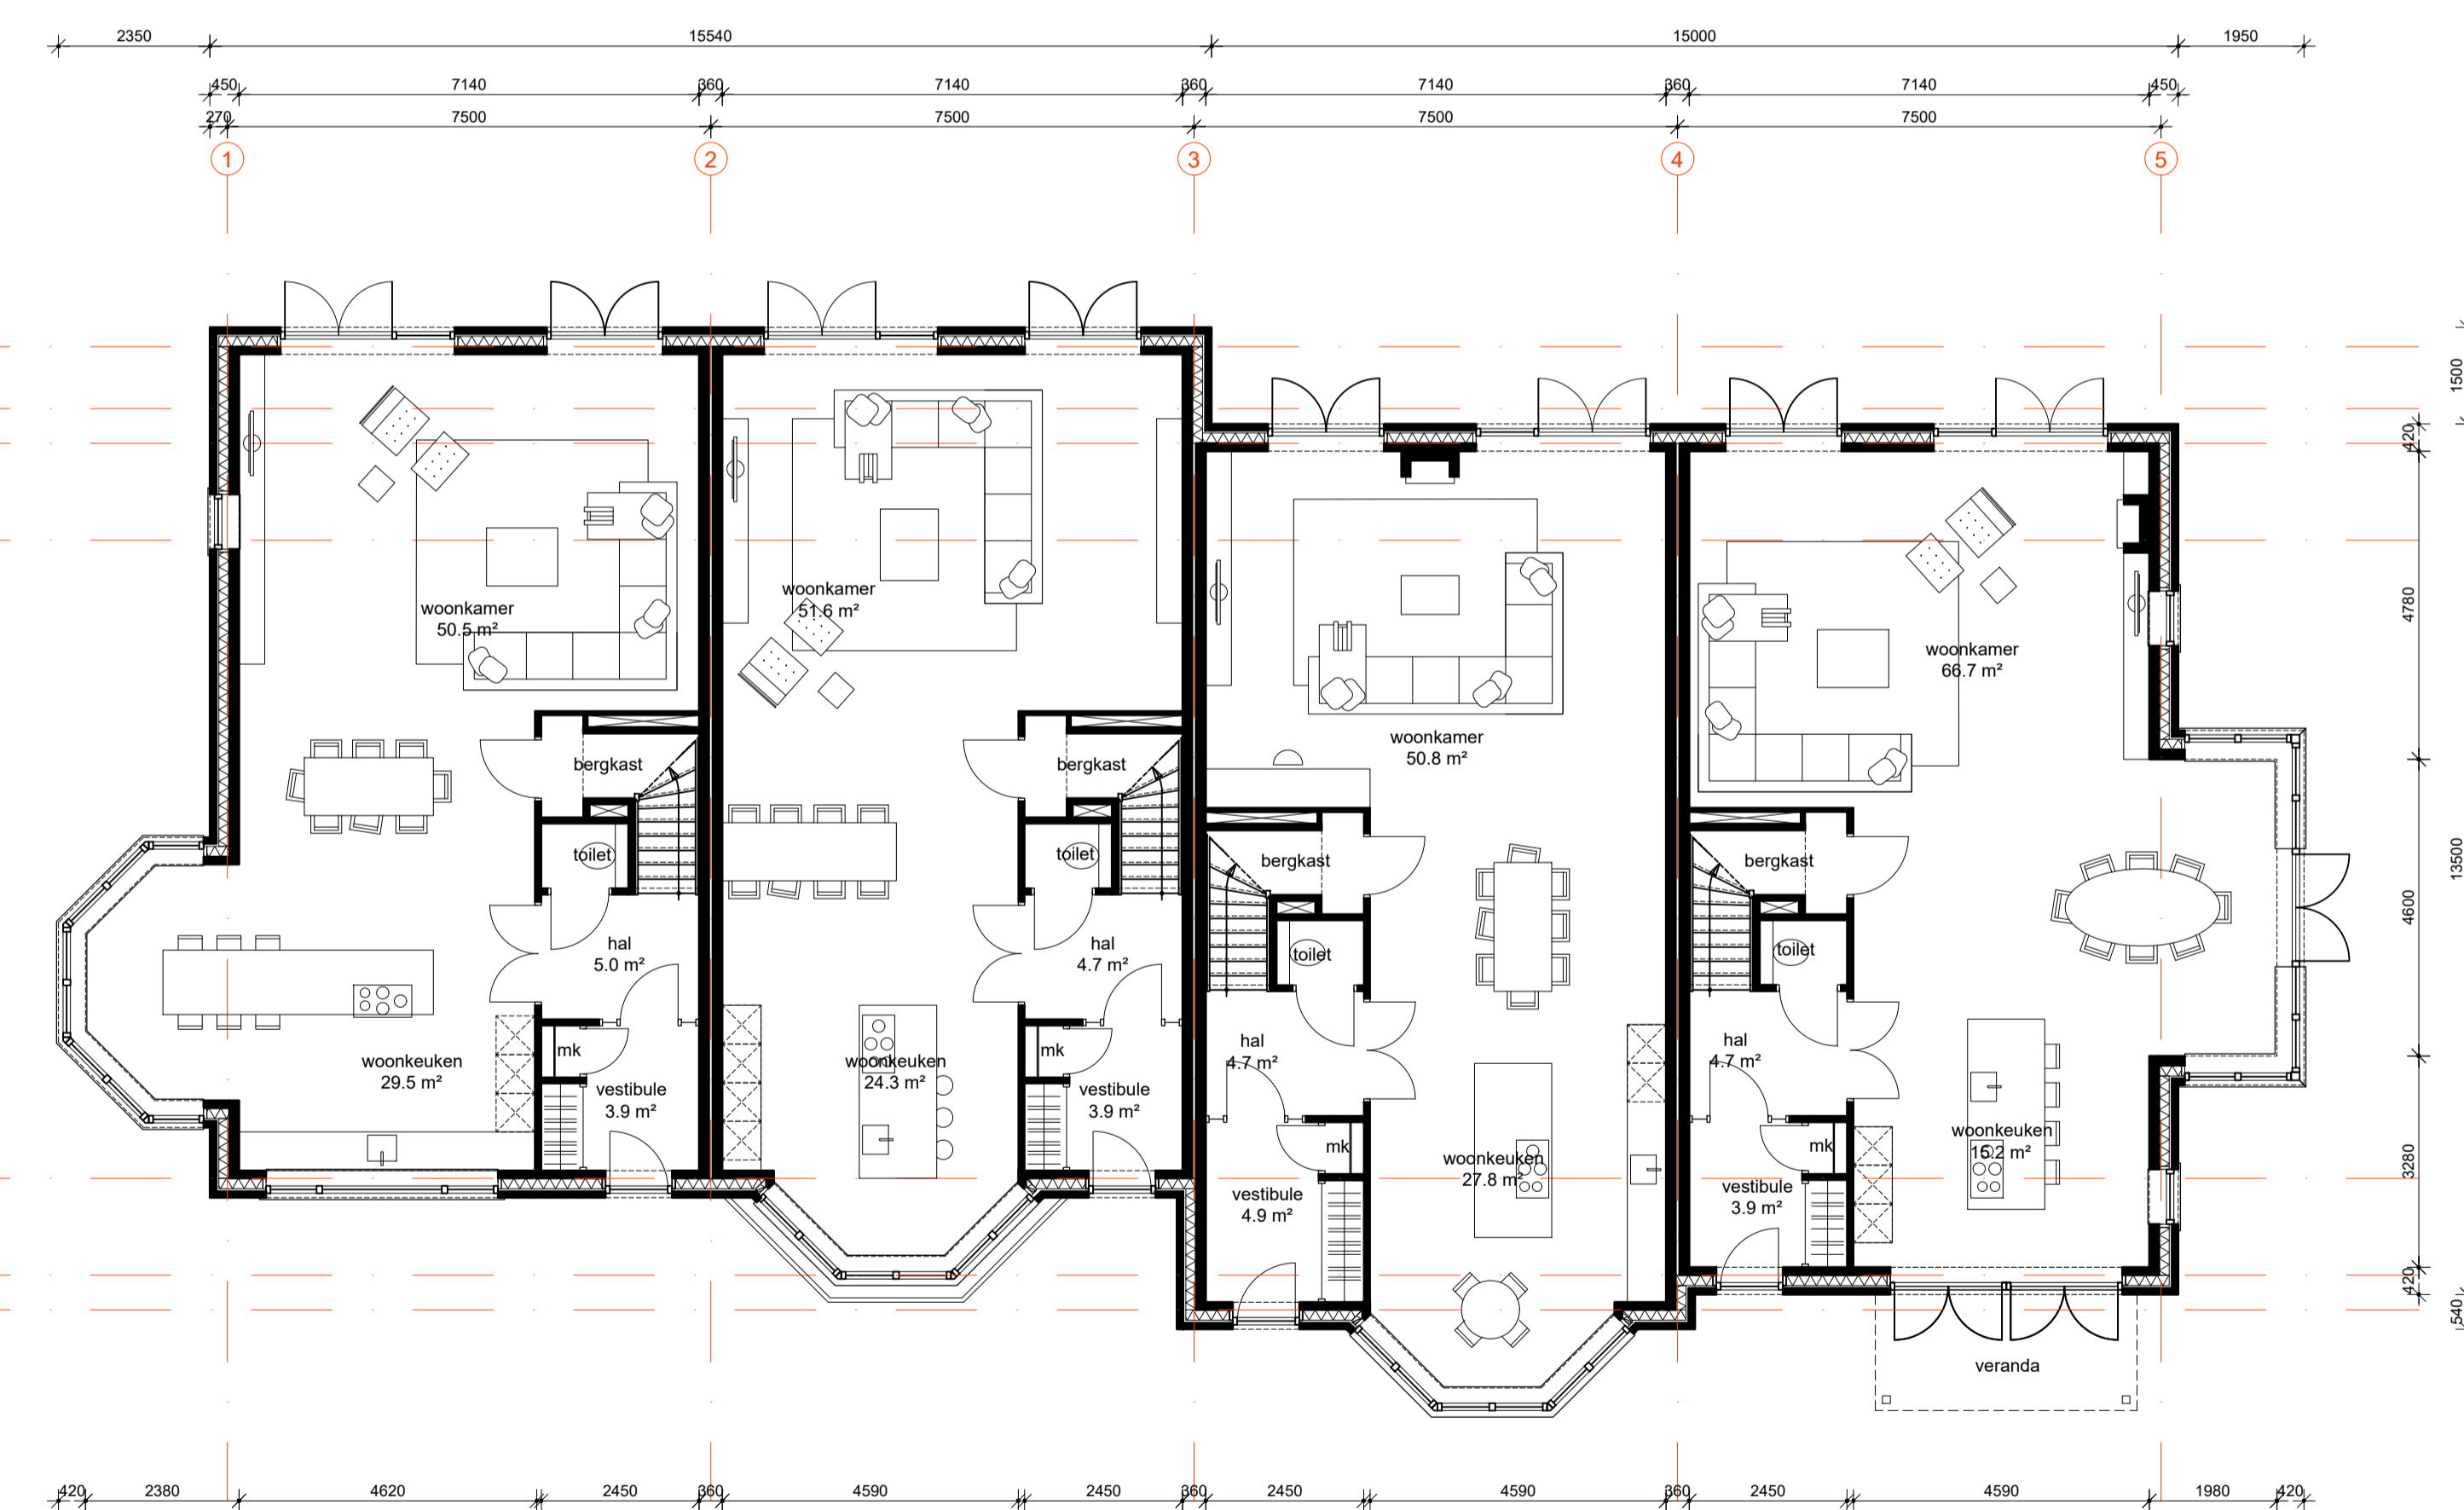 2350 15540 15000 1950
450 7140 360 7140 360 7140 360 7140 450
270 7500 7500 7500 7500
1 2 3 4 5
woonkamer
50.5 m²
bergkast
toilet
hal
5.0 m²
mk
woonkeuken
29.5 m²
vestibule
3.9 m²
woonkamer
51.6 m²
bergkast
toilet
hal
4.7 m²
mk
woonkeuken
24.3 m²
vestibule
3.9 m²
woonkamer
50.8 m²
bergkast
toilet
hal
4.7 m²
mk
woonkeuken
27.8 m²
vestibule
4.9 m²
woonkamer
66.7 m²
bergkast
toilet
hal
4.7 m²
mk
woonkeuken
15.2 m²
vestibule
3.9 m²
veranda
1500
420
4780
13500
4600
3280
420
540
420 2380 4620 2450 360 4590 2450 360 2450 4590 360 2450 4590 1980 420